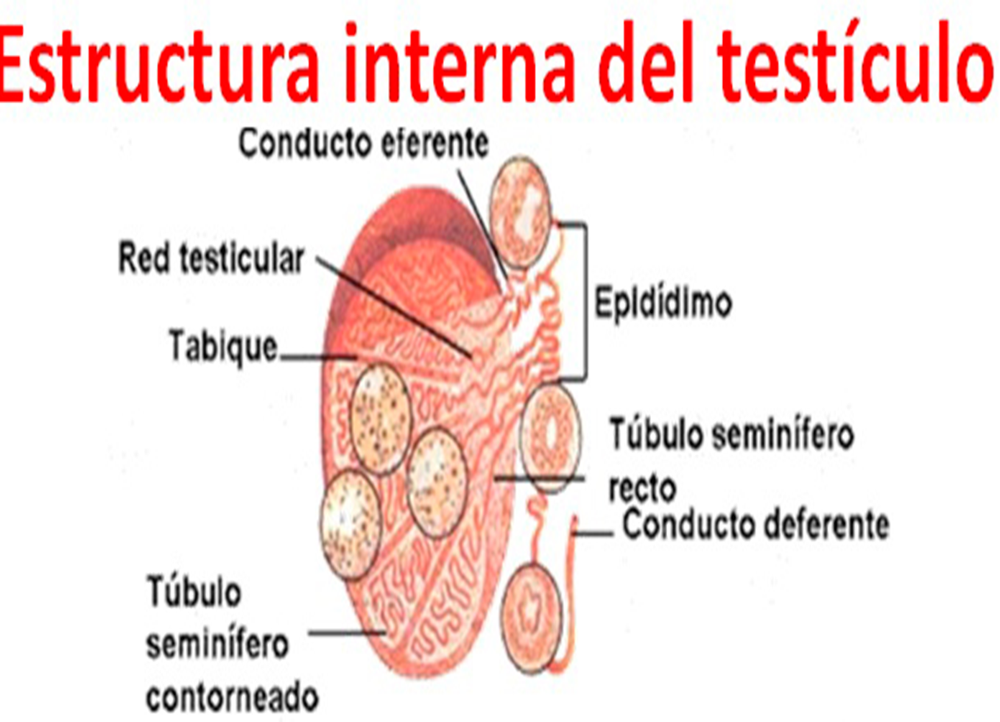 Estructura interna del testículo
Conducto eferente
Red testicular
Tabique
Epidídimo
Túbulo seminífero
recto
Conducto deferente
Túbulo
seminífero
contorneado